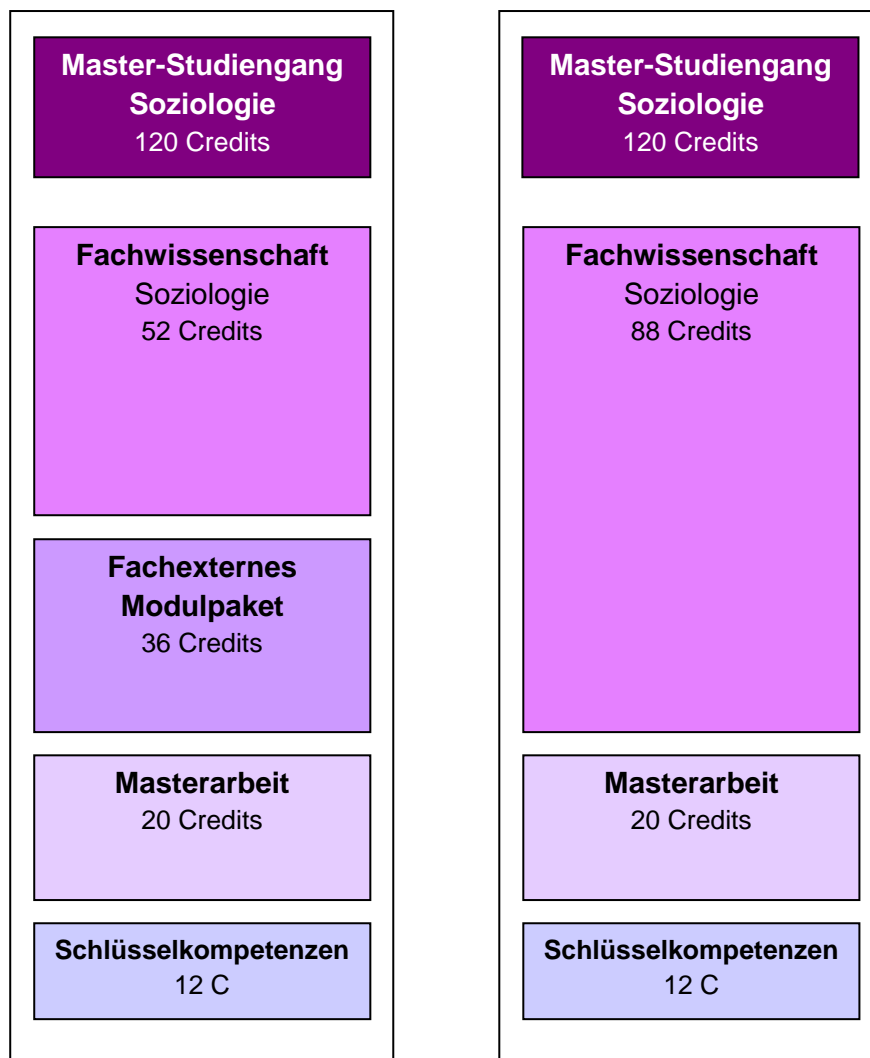 Master-Studiengang
Soziologie
120 Credits
Fachwissenschaft
Soziologie
52 Credits
Fachexternes
Modulpaket
36 Credits
Masterarbeit
20 Credits
Schlüsselkompetenzen
12 C
Master-Studiengang
Soziologie
120 Credits
Fachwissenschaft
Soziologie
88 Credits
Masterarbeit
20 Credits
Schlüsselkompetenzen
12 C